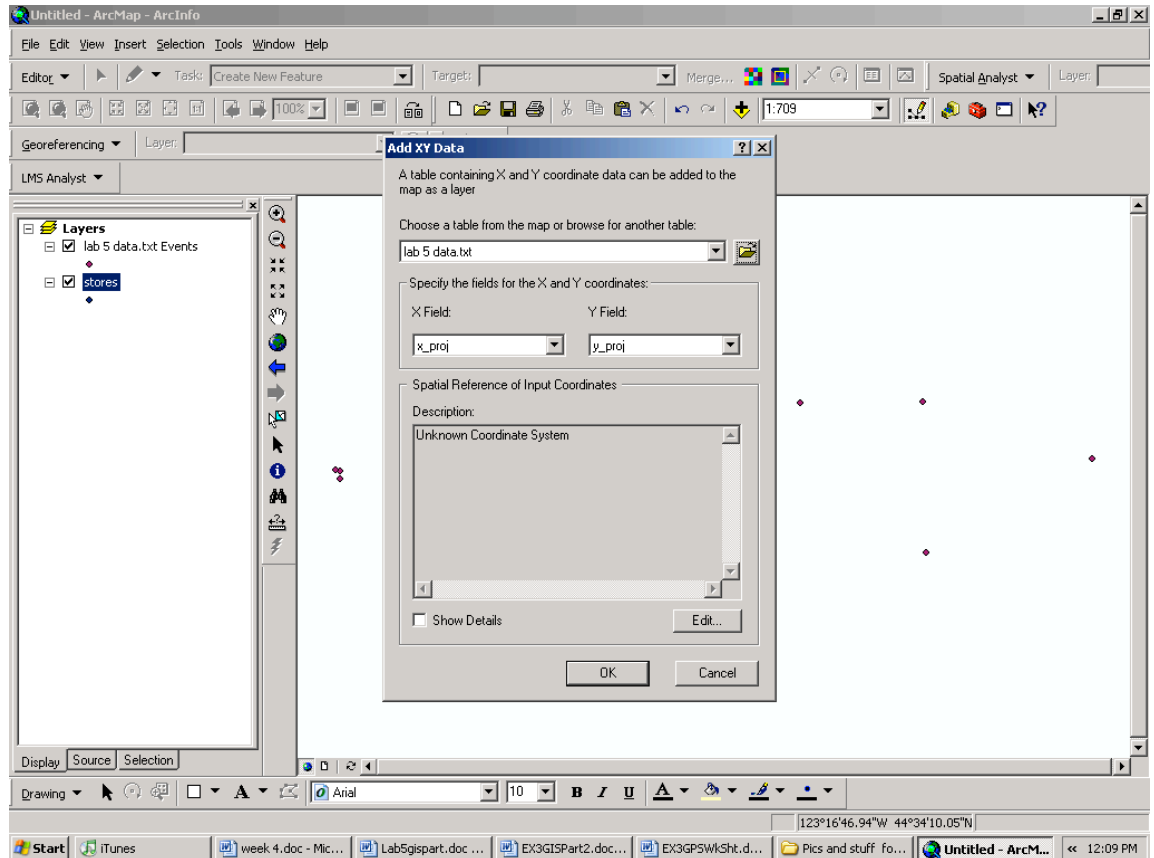 Untitled - ArcMap - ArcInfo
File Edit View Insert Selection Tools Window Help
Editor Task: Create New Feature Target: Merge... Spatial Analyst Layer:
100% 1:709
Georeferencing Layer:
LMS Analyst
Layers
lab 5 data.txt Events
stores
Add XY Data
A table containing X and Y coordinate data can be added to the
map as a layer
Choose a table from the map or browse for another table:
lab 5 data.txt
Specify the fields for the X and Y coordinates:
X Field: Y Field:
x_proj y_proj
Spatial Reference of Input Coordinates
Description:
Unknown Coordinate System
Show Details Edit...
OK Cancel
Display Source Selection
Drawing A Arial 10 B I U A
123°16'46.94"W 44°34'10.05"N
Start iTunes week 4.doc - Mic... Lab5gispart.doc ... EX3GISPart2.doc... EX3GPSWkSht.d... Pics and stuff fo... Untitled - ArcM... « 12:09 PM